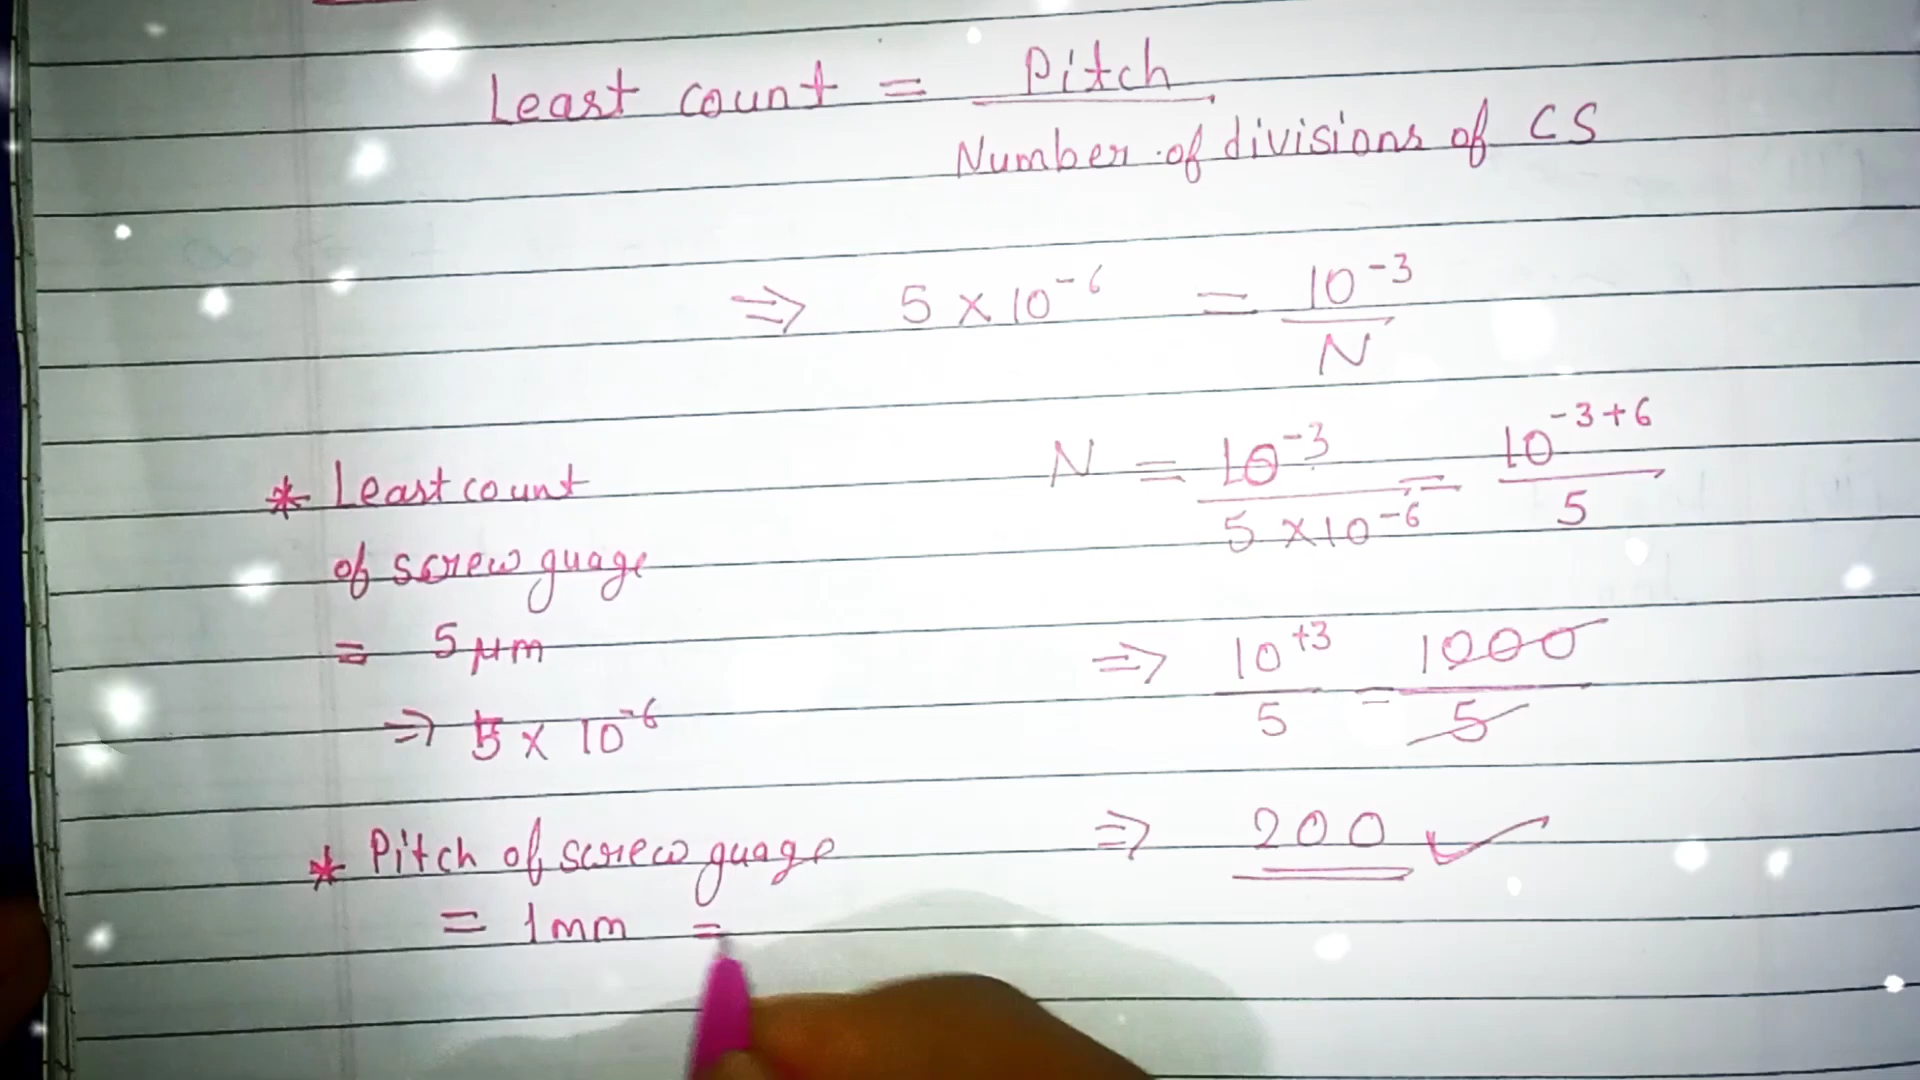 Least count = Pitch
Number of divisions of CS
⇒ 5 × 10⁻⁶ = 10⁻³
N
N = 10⁻³ = 10⁻³⁺⁶
5 × 10⁻⁶ 5
⇒ 10⁺³ = 1000
5 5
⇒ 200 ✓
* Least count
of screw guage
= 5 μm
⇒ 5 × 10⁻⁶
* Pitch of screw guage
= 1mm =